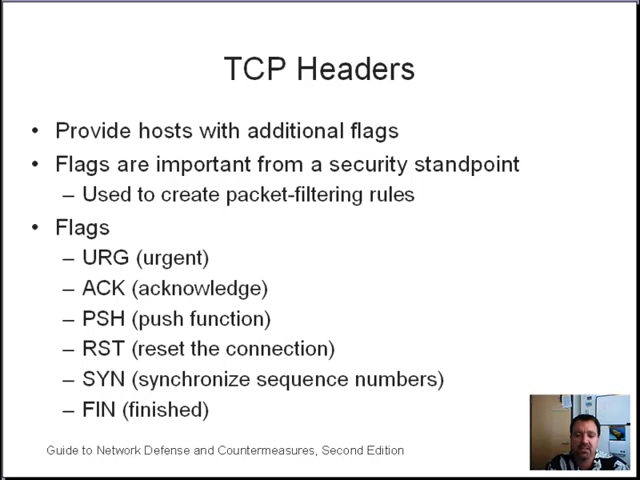 TCP Headers
• Provide hosts with additional flags
• Flags are important from a security standpoint
– Used to create packet-filtering rules
• Flags
– URG (urgent)
– ACK (acknowledge)
– PSH (push function)
– RST (reset the connection)
– SYN (synchronize sequence numbers)
– FIN (finished)
Guide to Network Defense and Countermeasures, Second Edition